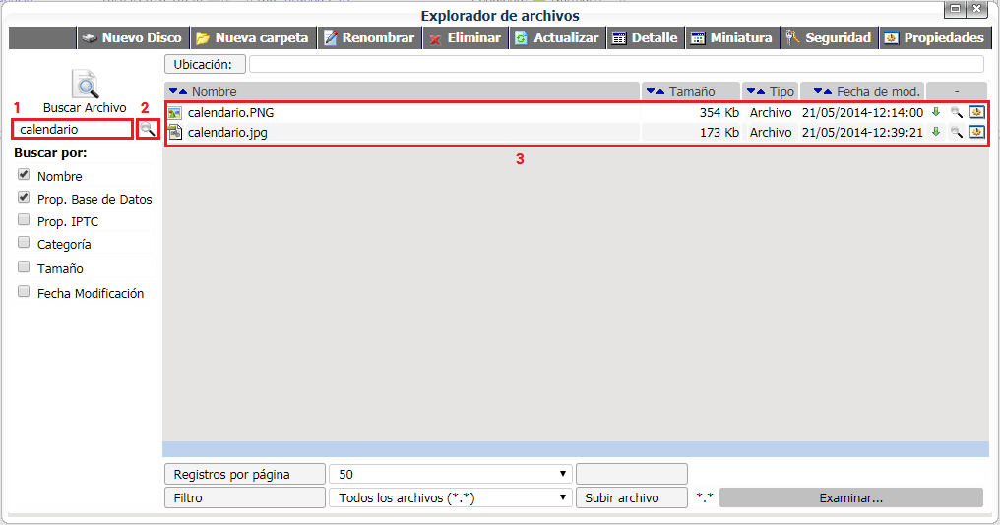 Explorador de archivos
Nuevo Disco Nueva carpeta Renombrar Eliminar Actualizar Detalle Miniatura Seguridad Propiedades
Ubicación:
Buscar Archivo
1 2
calendario
Buscar por:
Nombre
Prop. Base de Datos
Prop. IPTC
Categoría
Tamaño
Fecha Modificación
Nombre Tamaño Tipo Fecha de mod. -
calendario.PNG 354 Kb Archivo 21/05/2014-12:14:00
calendario.jpg 173 Kb Archivo 21/05/2014-12:39:21
3
Registros por página 50
Filtro Todos los archivos (*.*) Subir archivo *.* Examinar...